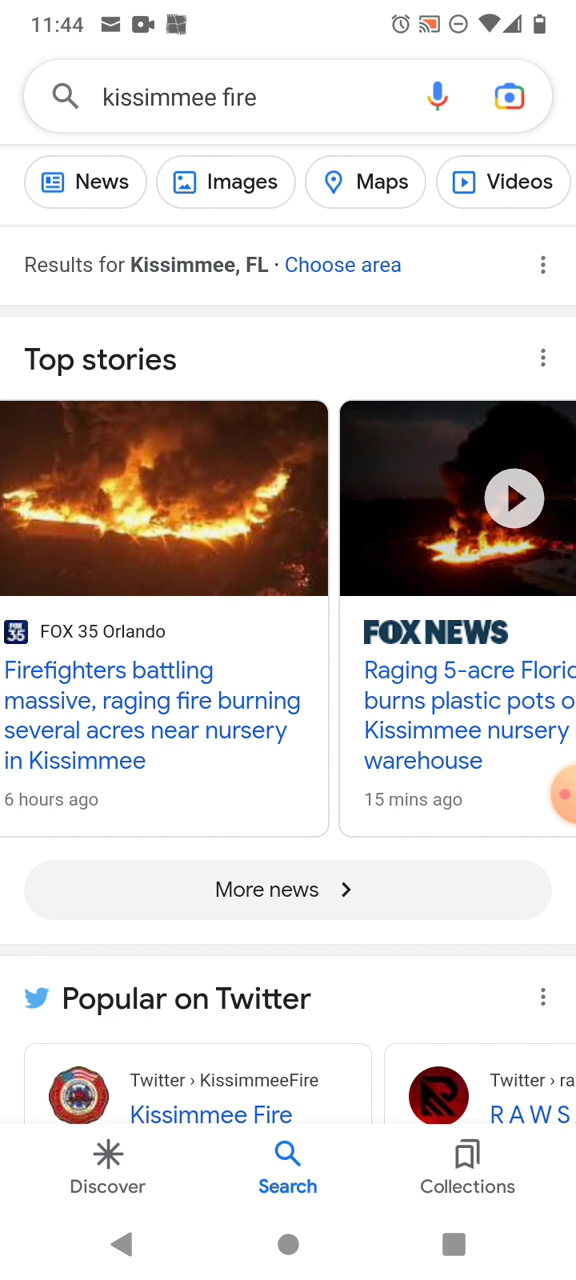 11:44
kissimmee fire
News Images Maps Videos
Results for Kissimmee, FL · Choose area
Top stories
35
FOX 35 Orlando
Firefighters battling
massive, raging fire burning
several acres near nursery
in Kissimmee
6 hours ago
FOX NEWS
Raging 5-acre Floric
burns plastic pots o
Kissimmee nursery
warehouse
15 mins ago
More news
Popular on Twitter
Twitter › KissimmeeFire
Kissimmee Fire
Twitter › ra
R A W S
Discover Search Collections